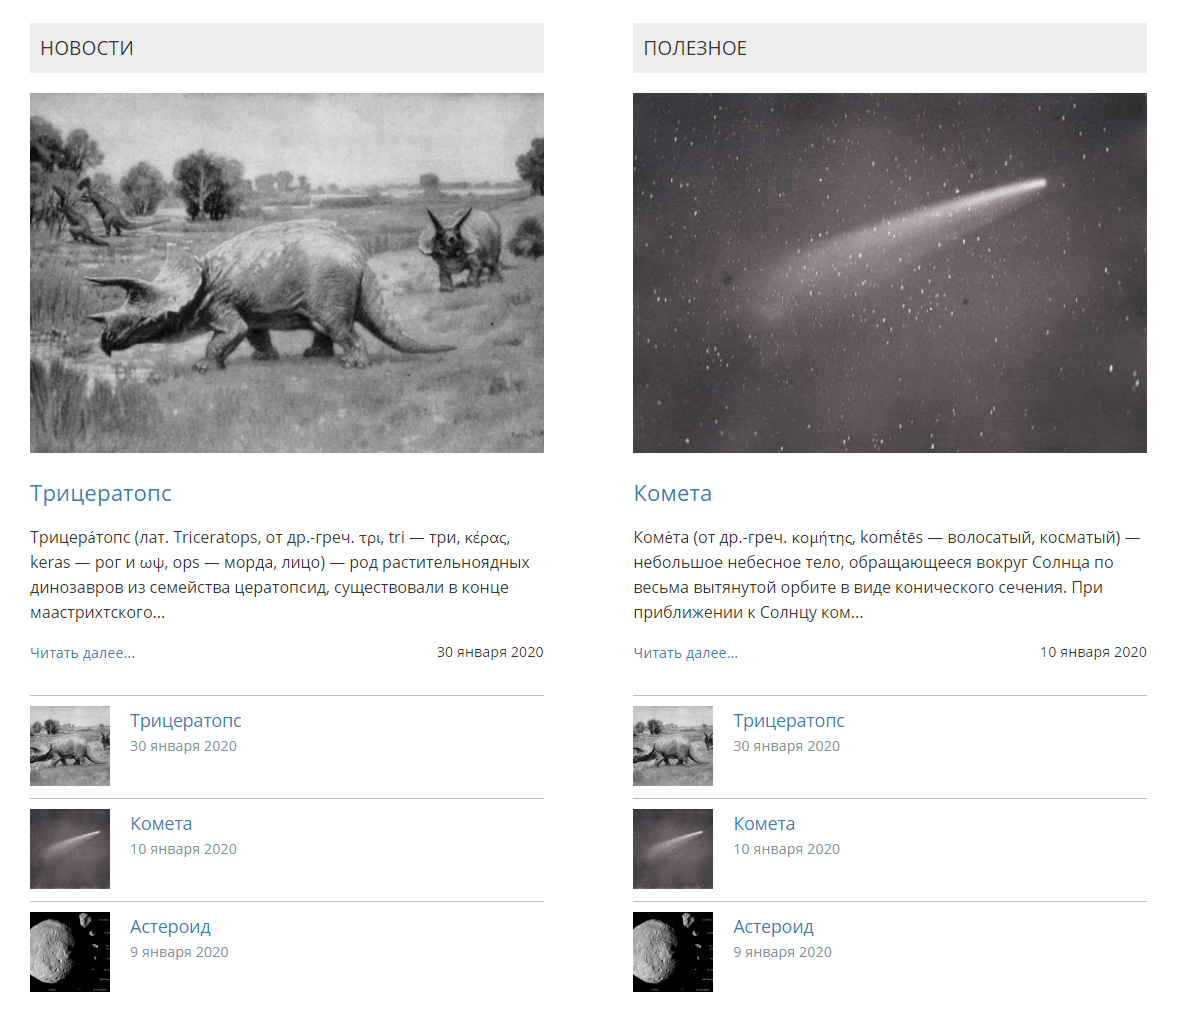 НОВОСТИ
Трицератопс
Трицера́топс (лат. Triceratops, от др.-греч. τρι, tri — три, κέρας,
keras — рог и ωψ, ops — морда, лицо) — род растительноядных
динозавров из семейства цератопсид, существовали в конце
маастрихтского...
Читать далее...
30 января 2020
Трицератопс
30 января 2020
Комета
10 января 2020
Астероид
9 января 2020
ПОЛЕЗНОЕ
Комета
Коме́та (от др.-греч. κομήτης, komḗtēs — волосатый, косматый) —
небольшое небесное тело, обращающееся вокруг Солнца по
весьма вытянутой орбите в виде конического сечения. При
приближении к Солнцу ком...
Читать далее...
10 января 2020
Трицератопс
30 января 2020
Комета
10 января 2020
Астероид
9 января 2020